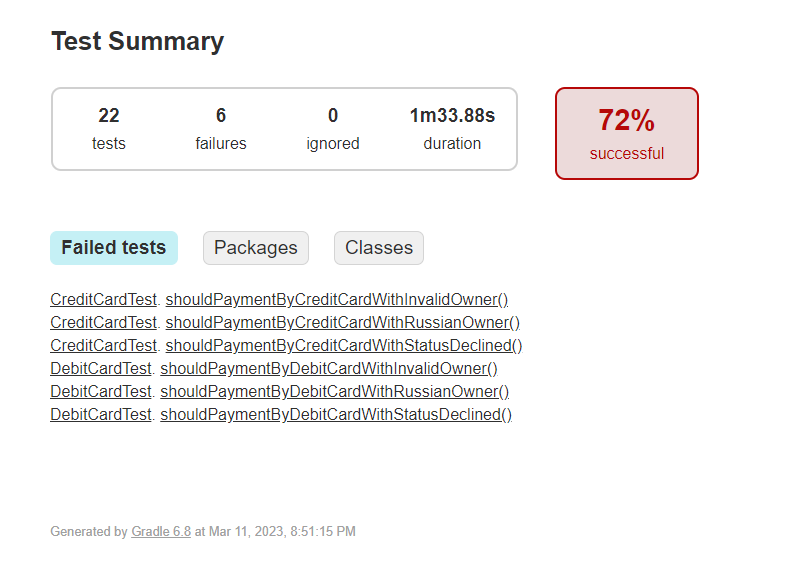 Test Summary
22 6 0 1m33.88s
tests failures ignored duration
72%
successful
Failed tests Packages Classes
CreditCardTest. shouldPaymentByCreditCardWithInvalidOwner()
CreditCardTest. shouldPaymentByCreditCardWithRussianOwner()
CreditCardTest. shouldPaymentByCreditCardWithStatusDeclined()
DebitCardTest. shouldPaymentByDebitCardWithInvalidOwner()
DebitCardTest. shouldPaymentByDebitCardWithRussianOwner()
DebitCardTest. shouldPaymentByDebitCardWithStatusDeclined()
Generated by Gradle 6.8 at Mar 11, 2023, 8:51:15 PM